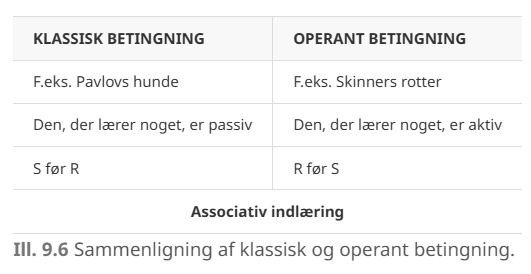 KLASSISK BETINGNING OPERANT BETINGNING
F.eks. Pavlovs hunde F.eks. Skinners rotter
Den, der lærer noget, er passiv Den, der lærer noget, er aktiv
S før R R før S
Associativ indlæring
Ill. 9.6 Sammenligning af klassisk og operant betingning.